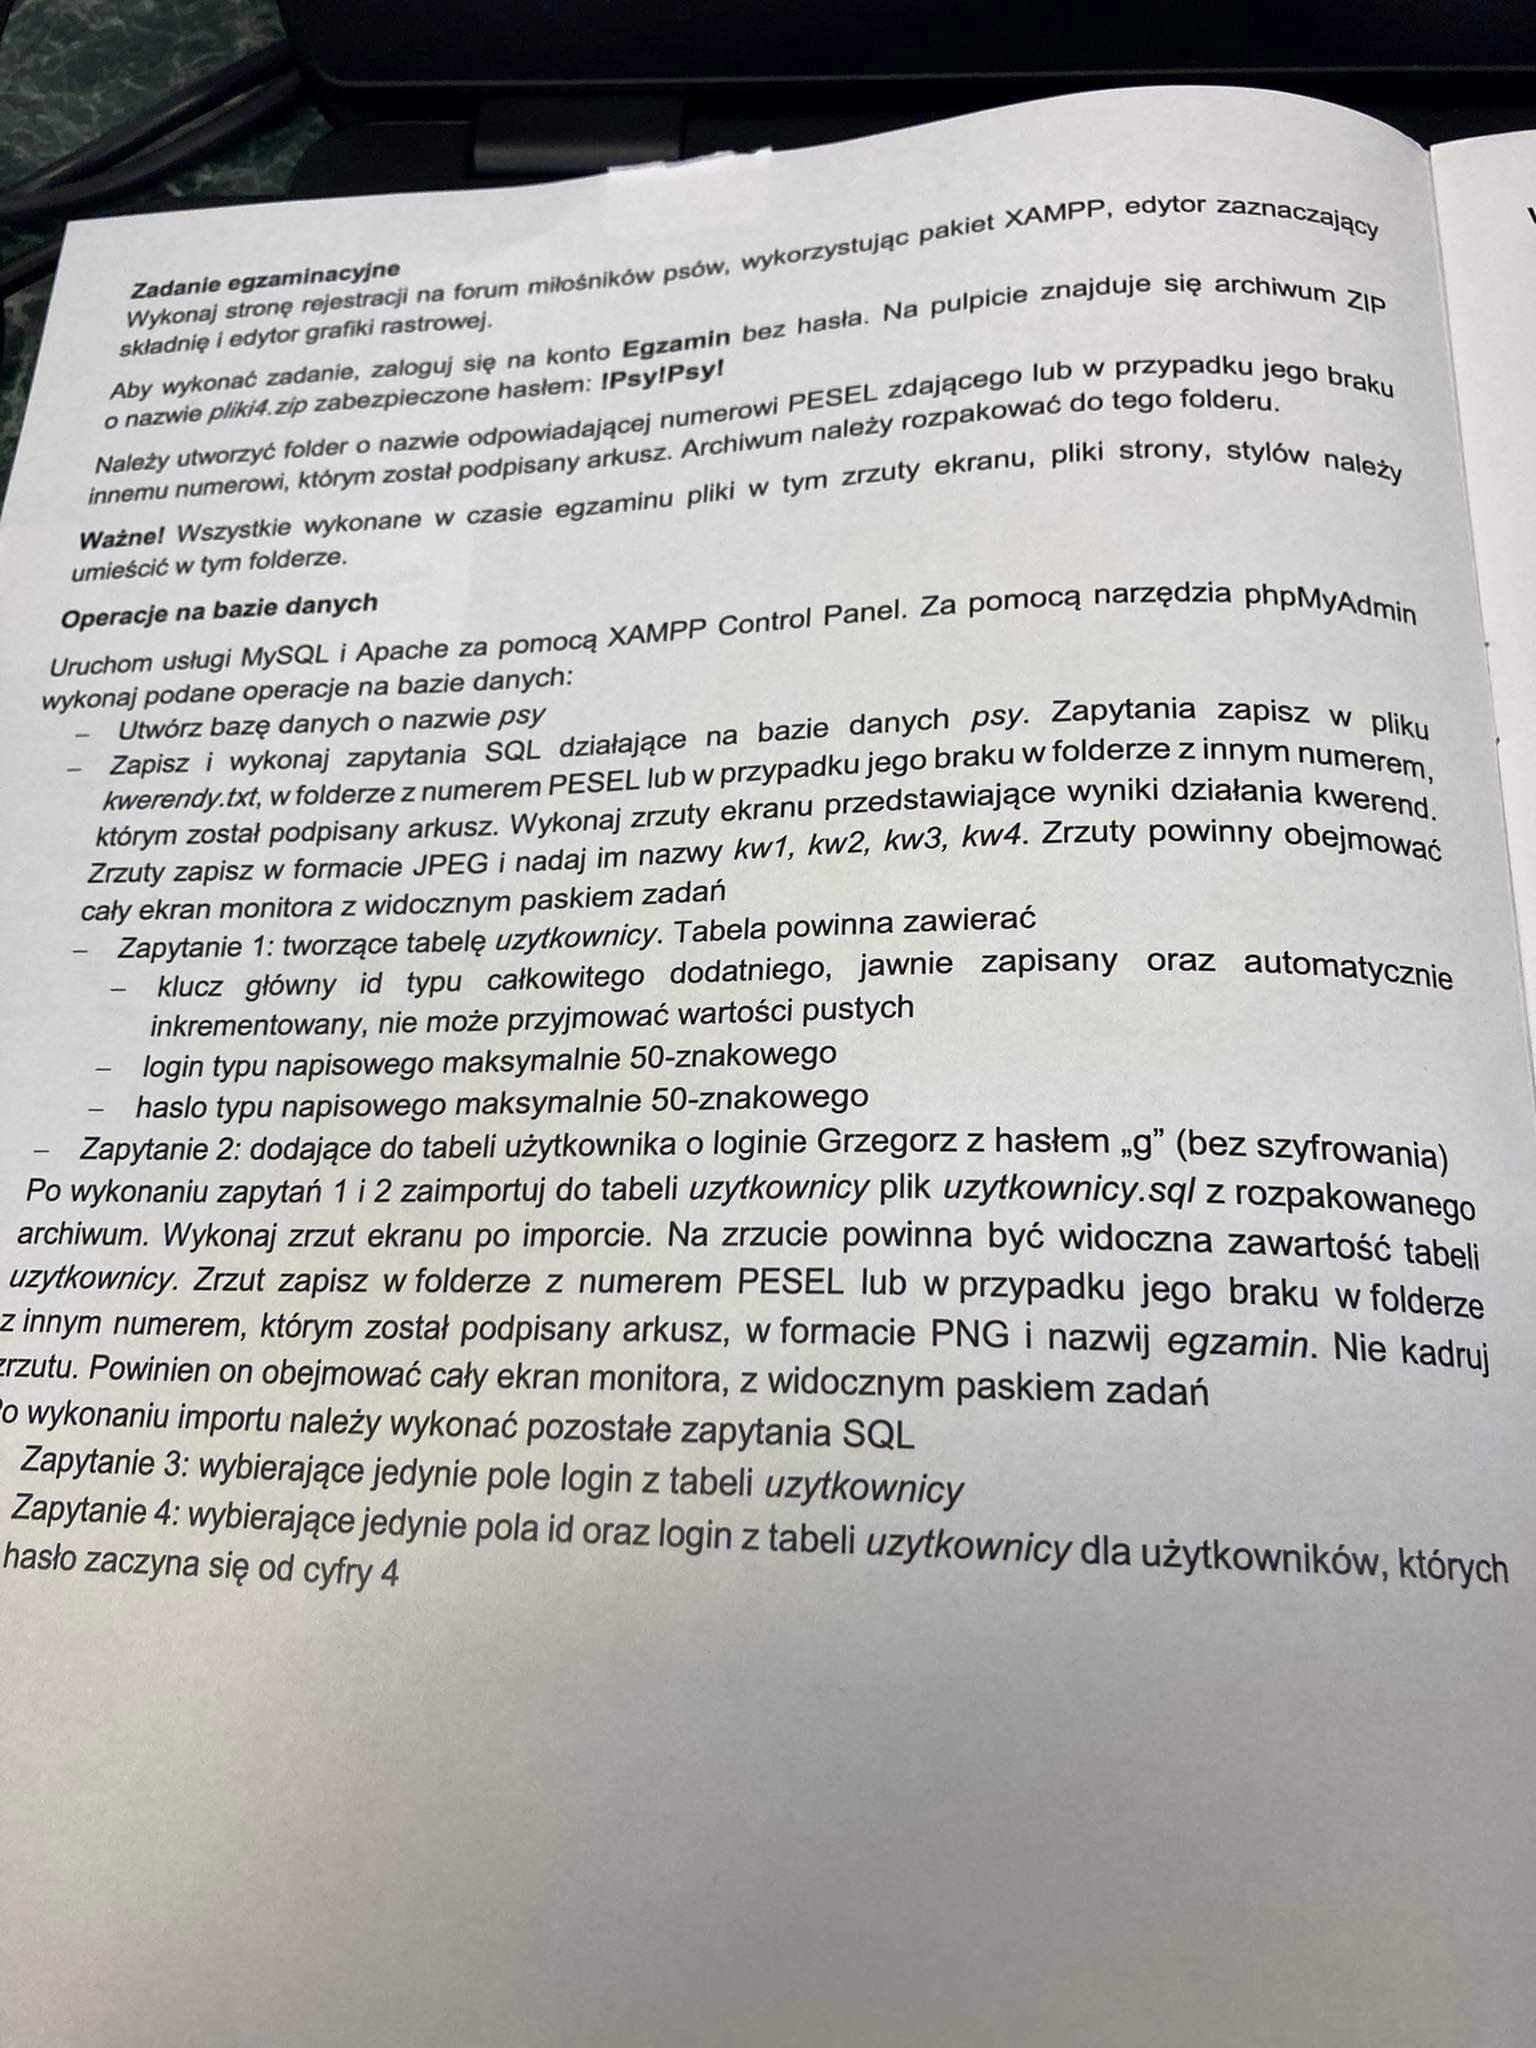 Zadanie egzaminacyjne
Wykonaj stronę rejestracji na forum miłośników psów, wykorzystując pakiet XAMPP, edytor zaznaczający
składnię i edytor grafiki rastrowej.
Aby wykonać zadanie, zaloguj się na konto Egzamin bez hasła. Na pulpicie znajduje się archiwum ZIP
o nazwie pliki4.zip zabezpieczone hasłem: !Psy!Psy!
Należy utworzyć folder o nazwie odpowiadającej numerowi PESEL zdającego lub w przypadku jego braku
innemu numerowi, którym został podpisany arkusz. Archiwum należy rozpakować do tego folderu.
Ważne! Wszystkie wykonane w czasie egzaminu pliki w tym zrzuty ekranu, pliki strony, stylów należy
umieścić w tym folderze.
Operacje na bazie danych
Uruchom usługi MySQL i Apache za pomocą XAMPP Control Panel. Za pomocą narzędzia phpMyAdmin
wykonaj podane operacje na bazie danych:
– Utwórz bazę danych o nazwie psy
– Zapisz i wykonaj zapytania SQL działające na bazie danych psy. Zapytania zapisz w pliku
kwerendy.txt, w folderze z numerem PESEL lub w przypadku jego braku w folderze z innym numerem,
którym został podpisany arkusz. Wykonaj zrzuty ekranu przedstawiające wyniki działania kwerend.
Zrzuty zapisz w formacie JPEG i nadaj im nazwy kw1, kw2, kw3, kw4. Zrzuty powinny obejmować
cały ekran monitora z widocznym paskiem zadań
– Zapytanie 1: tworzące tabelę uzytkownicy. Tabela powinna zawierać
– klucz główny id typu całkowitego dodatniego, jawnie zapisany oraz automatycznie
inkrementowany, nie może przyjmować wartości pustych
– login typu napisowego maksymalnie 50-znakowego
– haslo typu napisowego maksymalnie 50-znakowego
– Zapytanie 2: dodające do tabeli użytkownika o loginie Grzegorz z hasłem „g” (bez szyfrowania)
Po wykonaniu zapytań 1 i 2 zaimportuj do tabeli uzytkownicy plik uzytkownicy.sql z rozpakowanego
archiwum. Wykonaj zrzut ekranu po imporcie. Na zrzucie powinna być widoczna zawartość tabeli
uzytkownicy. Zrzut zapisz w folderze z numerem PESEL lub w przypadku jego braku w folderze
z innym numerem, którym został podpisany arkusz, w formacie PNG i nazwij egzamin. Nie kadruj
zrzutu. Powinien on obejmować cały ekran monitora, z widocznym paskiem zadań
Po wykonaniu importu należy wykonać pozostałe zapytania SQL
Zapytanie 3: wybierające jedynie pole login z tabeli uzytkownicy
Zapytanie 4: wybierające jedynie pola id oraz login z tabeli uzytkownicy dla użytkowników, których
hasło zaczyna się od cyfry 4